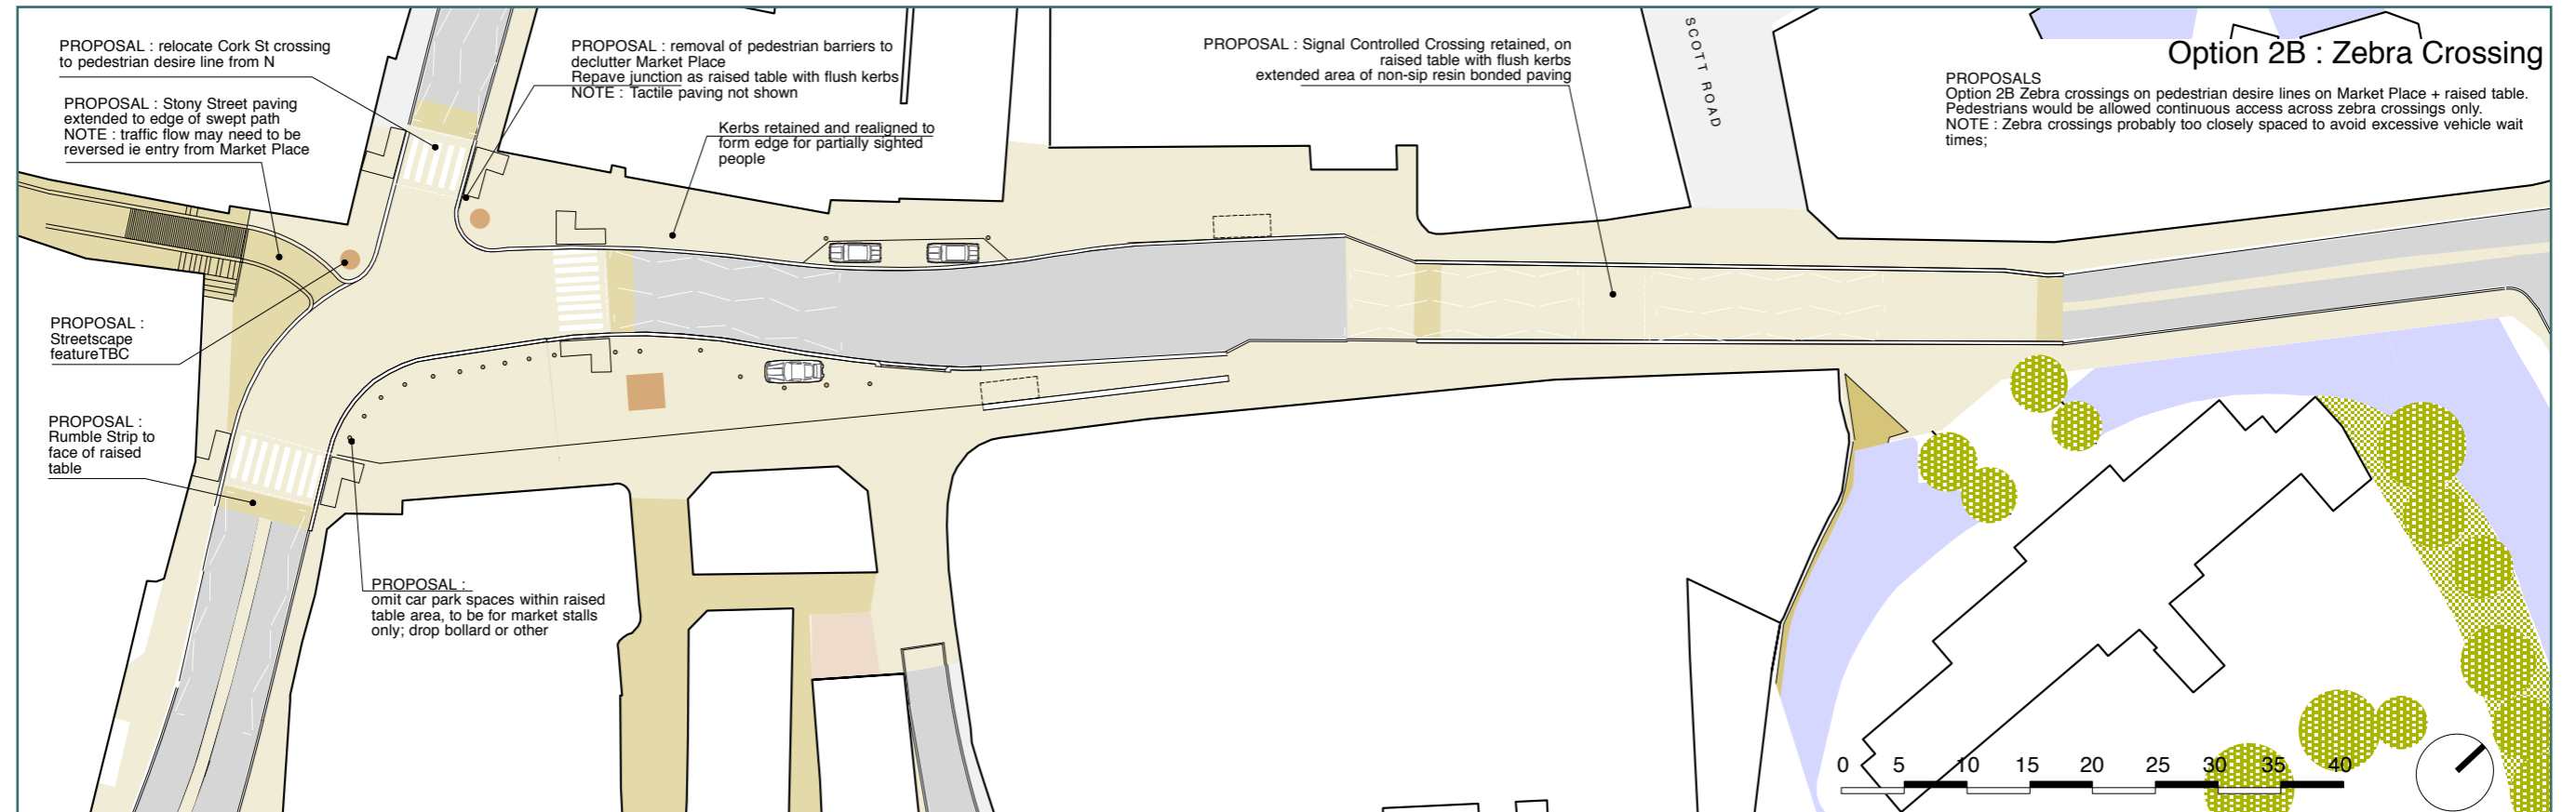 PROPOSAL : relocate Cork St crossing
to pedestrian desire line from N
PROPOSAL : Stony Street paving
extended to edge of swept path
NOTE : traffic flow may need to be
reversed ie entry from Market Place
PROPOSAL : removal of pedestrian barriers to
declutter Market Place
Repave junction as raised table with flush kerbs
NOTE : Tactile paving not shown
Kerbs retained and realigned to
form edge for partially sighted
people
PROPOSAL : Signal Controlled Crossing retained, on
raised table with flush kerbs
extended area of non-sip resin bonded paving
SCOTT ROAD
Option 2B : Zebra Crossing
PROPOSALS
Option 2B Zebra crossings on pedestrian desire lines on Market Place + raised table.
Pedestrians would be allowed continuous access across zebra crossings only.
NOTE : Zebra crossings probably too closely spaced to avoid excessive vehicle wait
times;
PROPOSAL :
Streetscape
featureTBC
PROPOSAL :
Rumble Strip to
face of raised
table
PROPOSAL :
omit car park spaces within raised
table area, to be for market stalls
only; drop bollard or other
0 5 10 15 20 25 30 35 40